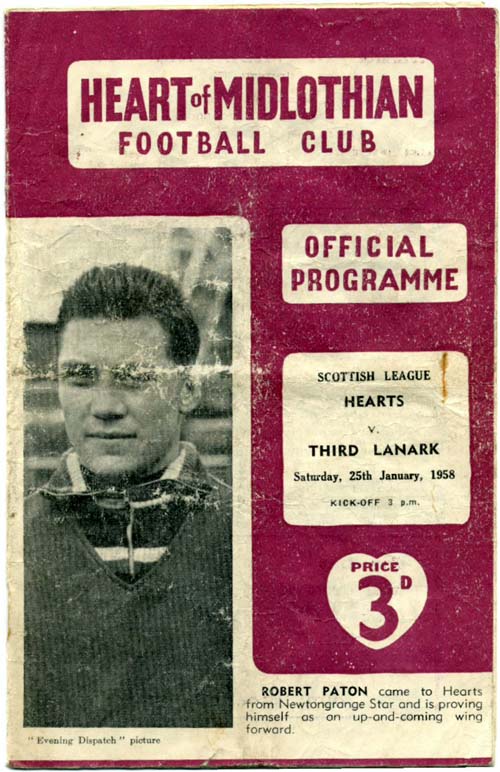 HEART of MIDLOTHIAN
FOOTBALL CLUB
OFFICIAL
PROGRAMME
SCOTTISH LEAGUE
HEARTS
v.
THIRD LANARK
Saturday, 25th January, 1958
KICK-OFF 3 p.m.
PRICE
3D
ROBERT PATON came to Hearts
from Newtongrange Star and is proving
himself as an up-and-coming wing
forward.
"Evening Dispatch" picture